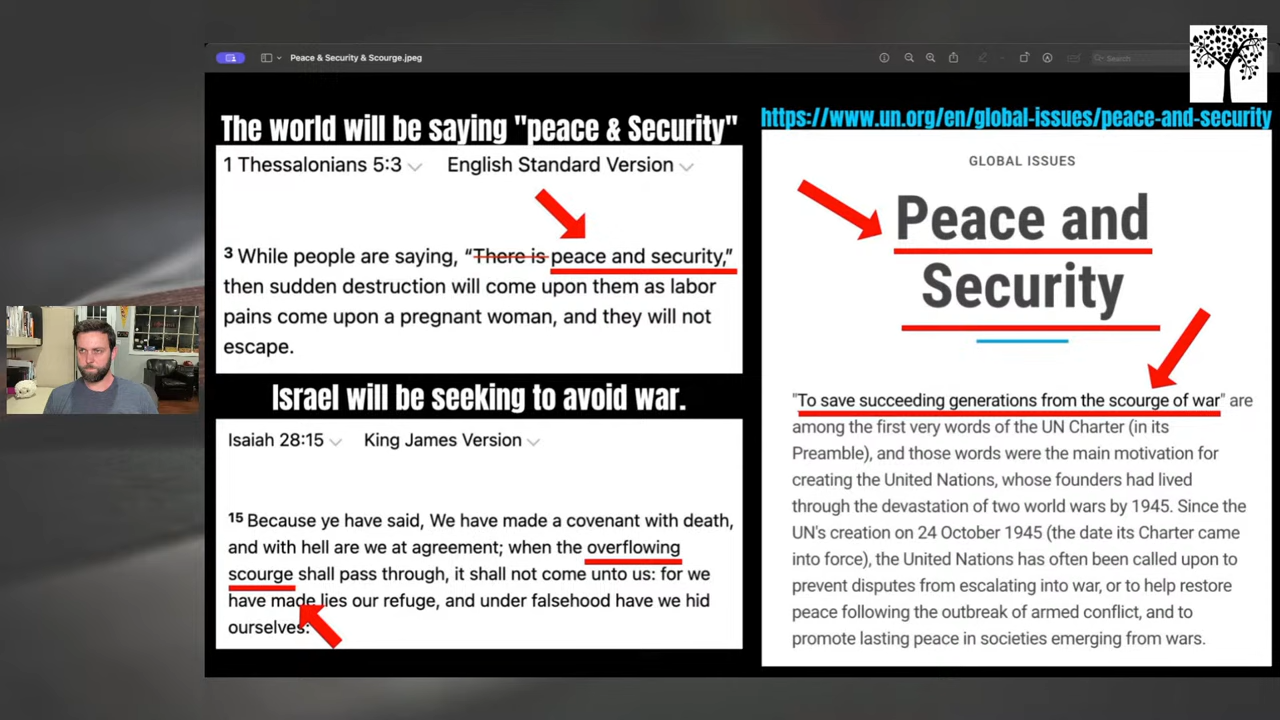 Peace & Security & Scourge.jpeg
Search
The world will be saying "peace & Security"
1 Thessalonians 5:3 English Standard Version
3 While people are saying, “There is peace and security,”
then sudden destruction will come upon them as labor
pains come upon a pregnant woman, and they will not
escape.
Israel will be seeking to avoid war.
Isaiah 28:15 King James Version
15 Because ye have said, We have made a covenant with death,
and with hell are we at agreement; when the overflowing
scourge shall pass through, it shall not come unto us: for we
have made lies our refuge, and under falsehood have we hid
ourselves:
https://www.un.org/en/global-issues/peace-and-security
GLOBAL ISSUES
Peace and
Security
"To save succeeding generations from the scourge of war" are
among the first very words of the UN Charter (in its
Preamble), and those words were the main motivation for
creating the United Nations, whose founders had lived
through the devastation of two world wars by 1945. Since the
UN's creation on 24 October 1945 (the date its Charter came
into force), the United Nations has often been called upon to
prevent disputes from escalating into war, or to help restore
peace following the outbreak of armed conflict, and to
promote lasting peace in societies emerging from wars.